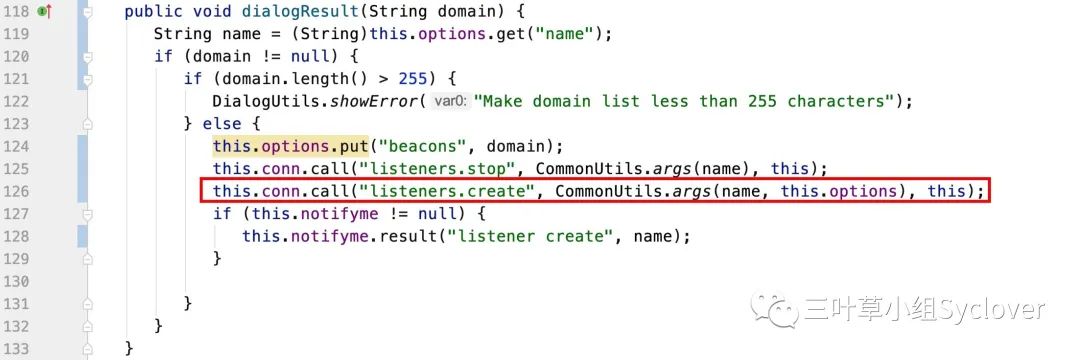 118 public void dialogResult(String domain) {
119 String name = (String)this.options.get("name");
120 if (domain != null) {
121 if (domain.length() > 255) {
122 DialogUtils.showError( var0: "Make domain list less than 255 characters");
123 } else {
124 this.options.put("beacons", domain);
125 this.conn.call("listeners.stop", CommonUtils.args(name), this);
126 this.conn.call("listeners.create", CommonUtils.args(name, this.options), this);
127 if (this.notifyme != null) {
128 this.notifyme.result("listener create", name);
129 }
130
131 }
132 }
133 }
三叶草小组Syclover